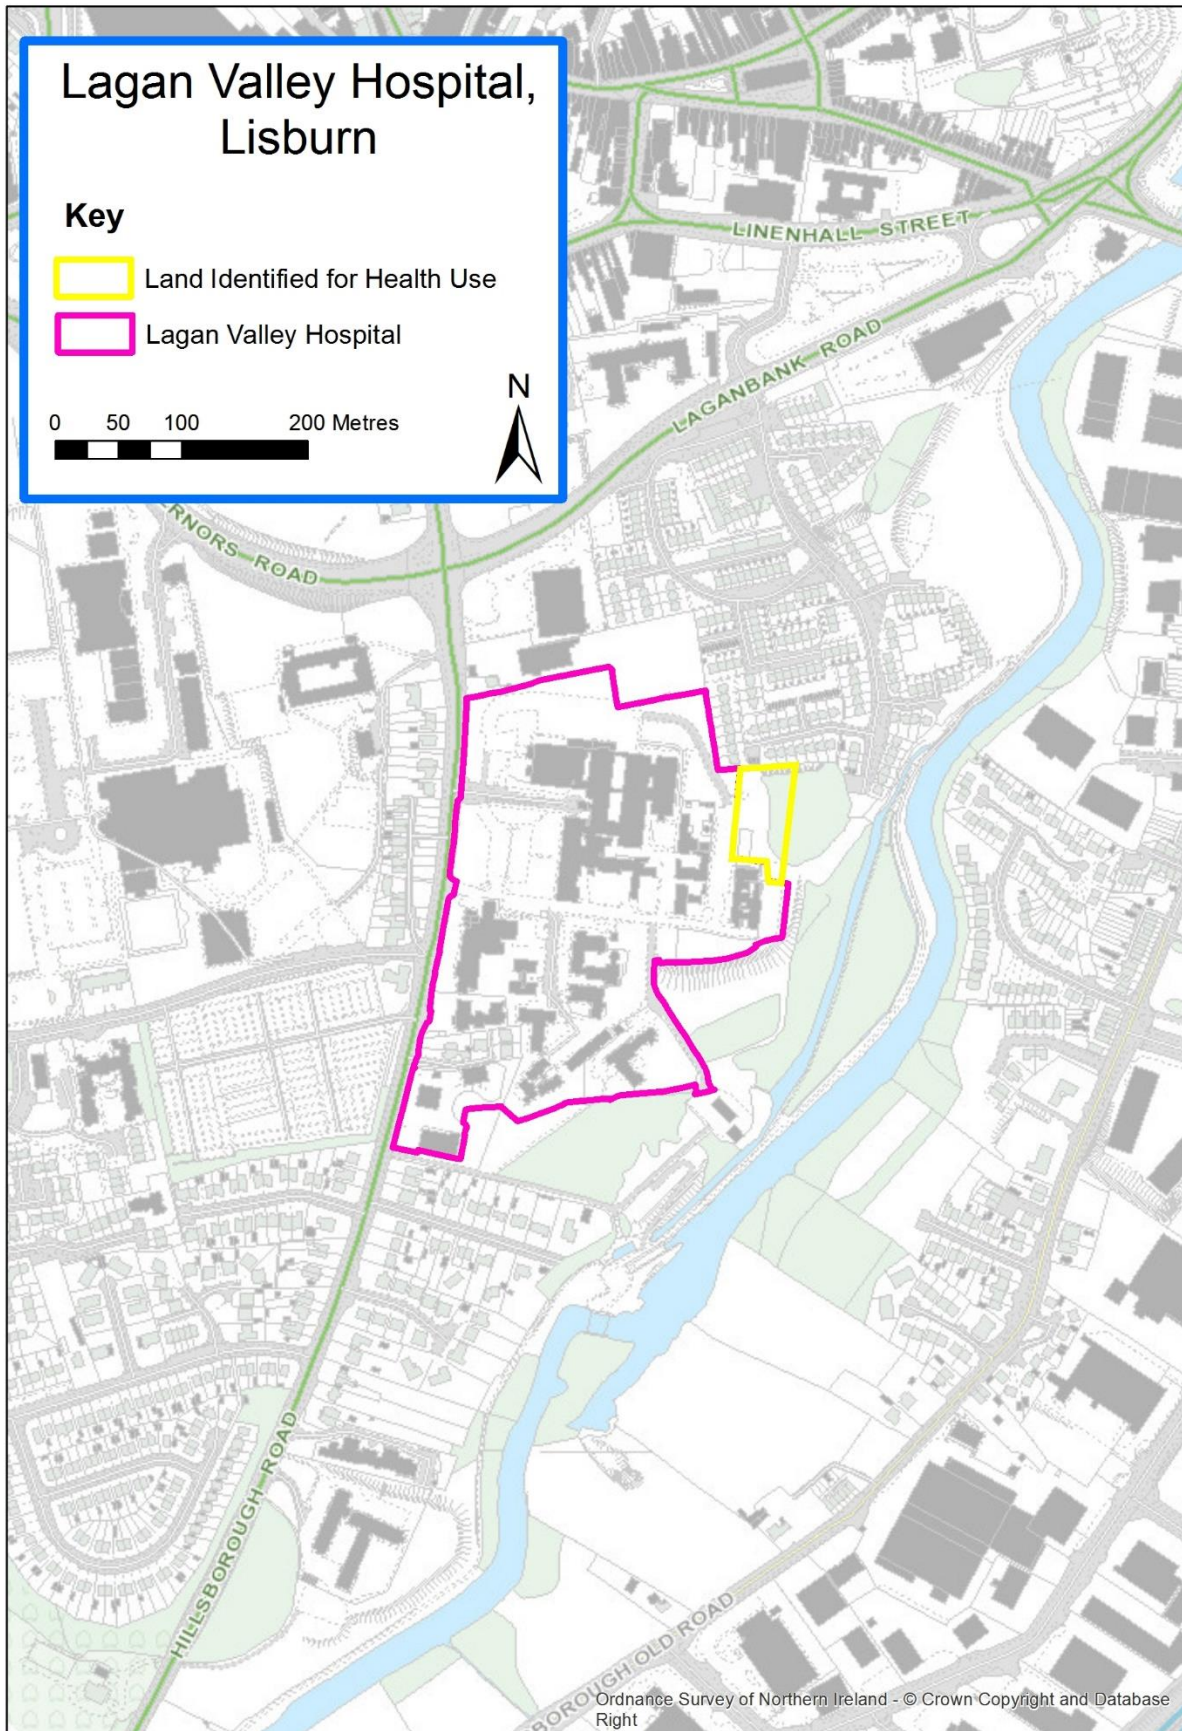 Lagan Valley Hospital,
Lisburn
Key
Land Identified for Health Use
Lagan Valley Hospital
N
0 50 100 200 Metres
LINENHALL STREET
LAGANBANK ROAD
ERNORS ROAD
HILLSBOROUGH ROAD
BOROUGH OLD ROAD
Ordnance Survey of Northern Ireland - © Crown Copyright and Database
Right